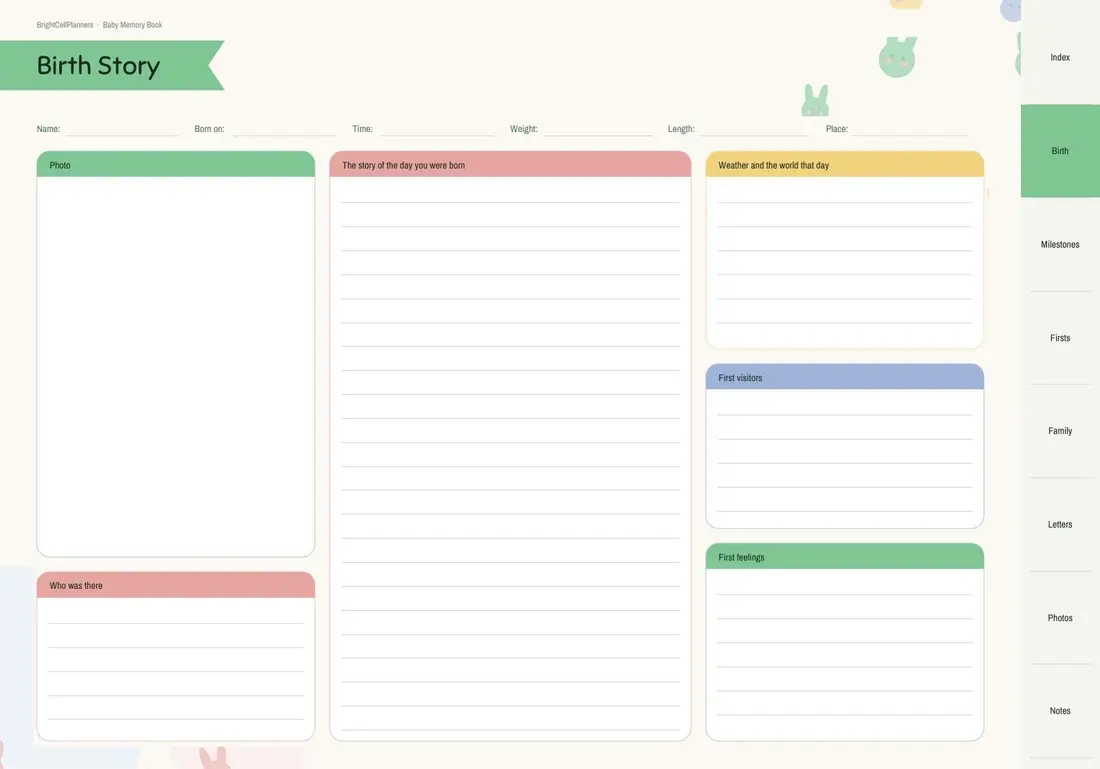 BrightCellPlanners · Baby Memory Book
Birth Story
Name:
Born on:
Time:
Weight:
Length:
Place:
Photo
Who was there
The story of the day you were born
Weather and the world that day
First visitors
First feelings
Index
Birth
Milestones
Firsts
Family
Letters
Photos
Notes